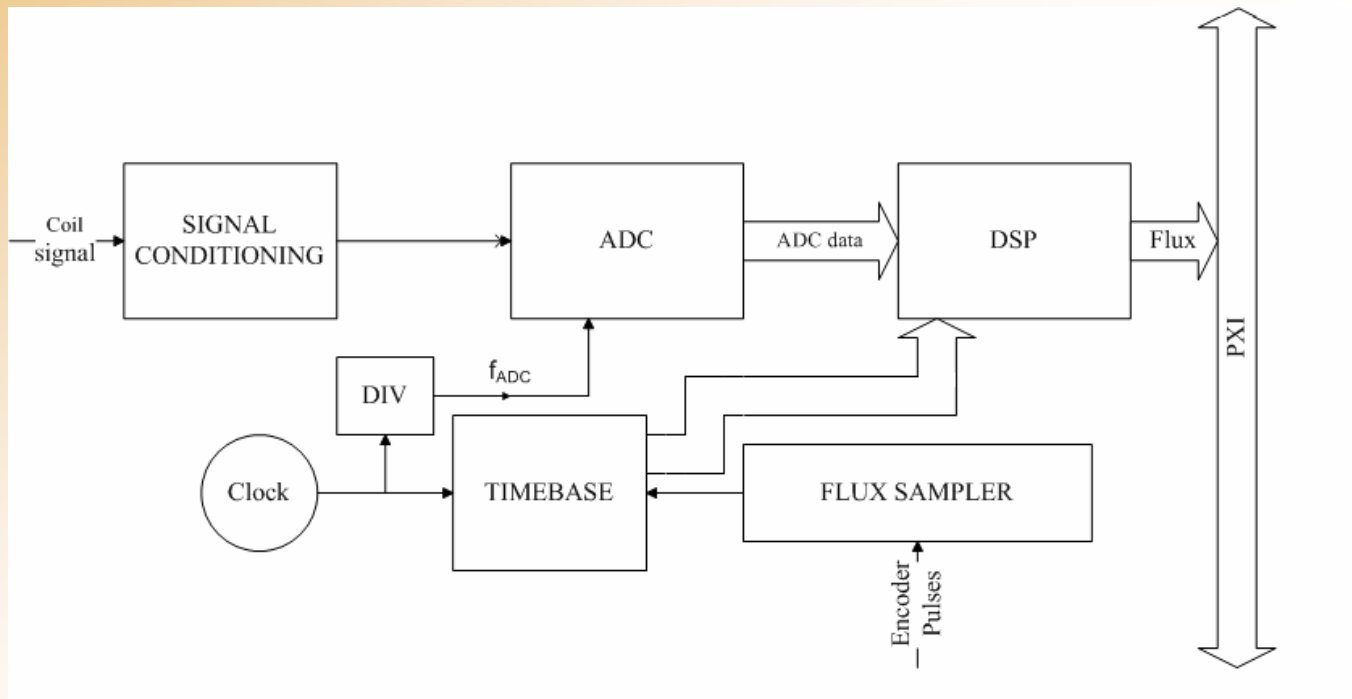 Coil
signal
SIGNAL
CONDITIONING
ADC
ADC data
DSP
Flux
PXI
DIV
fADC
Clock
TIMEBASE
FLUX SAMPLER
Encoder
Pulses